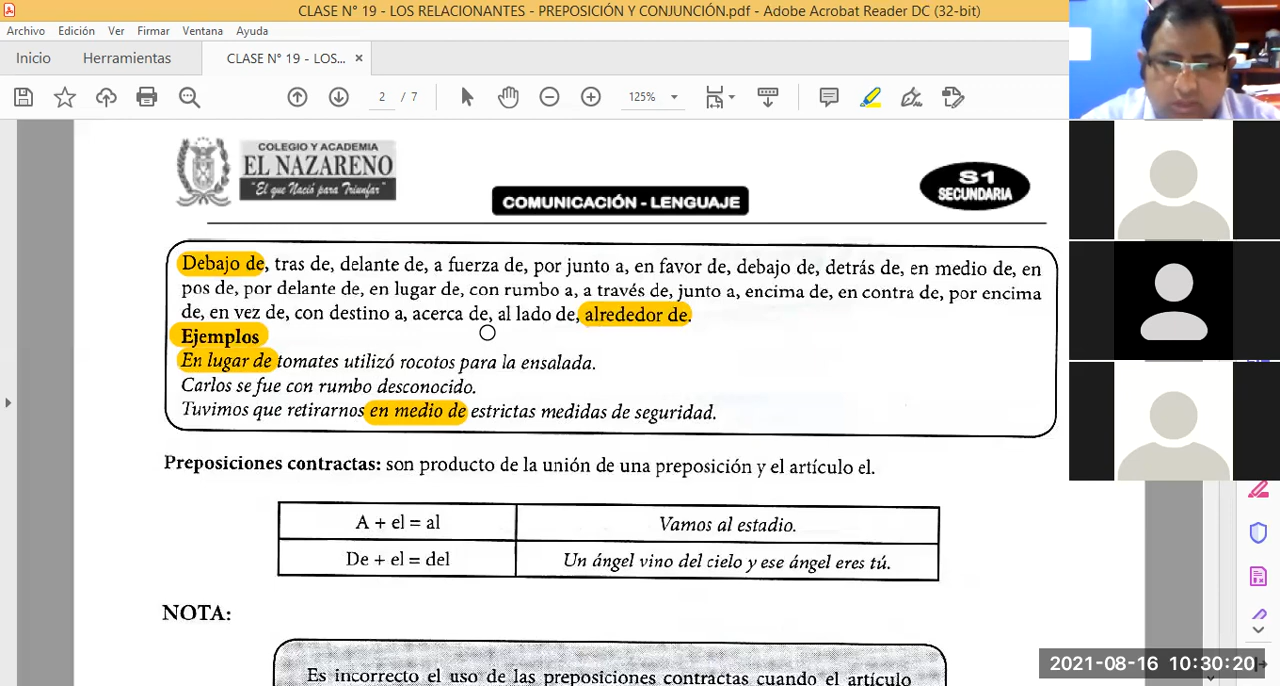 CLASE N° 19 - LOS RELACIONANTES - PREPOSICIÓN Y CONJUNCIÓN.pdf - Adobe Acrobat Reader DC (32-bit)
Archivo Edición Ver Firmar Ventana Ayuda
Inicio Herramientas CLASE N° 19 - LOS... ×
2 / 7 125%
COLEGIO Y ACADEMIA
EL NAZARENO
"El que Nació para Triunfar"
S1
SECUNDARIA
COMUNICACIÓN - LENGUAJE
Debajo de, tras de, delante de, a fuerza de, por junto a, en favor de, debajo de, detrás de, en medio de, en
pos de, por delante de, en lugar de, con rumbo a, a través de, junto a, encima de, en contra de, por encima
de, en vez de, con destino a, acerca de, al lado de, alrededor de.
Ejemplos
En lugar de tomates utilizó rocotos para la ensalada.
Carlos se fue con rumbo desconocido.
Tuvimos que retirarnos en medio de estrictas medidas de seguridad.
Preposiciones contractas: son producto de la unión de una preposición y el artículo el.
A + el = al Vamos al estadio.
De + el = del Un ángel vino del cielo y ese ángel eres tú.
NOTA:
Es incorrecto el uso de las preposiciones contractas cuando el artículo
2021-08-16 10:30:20